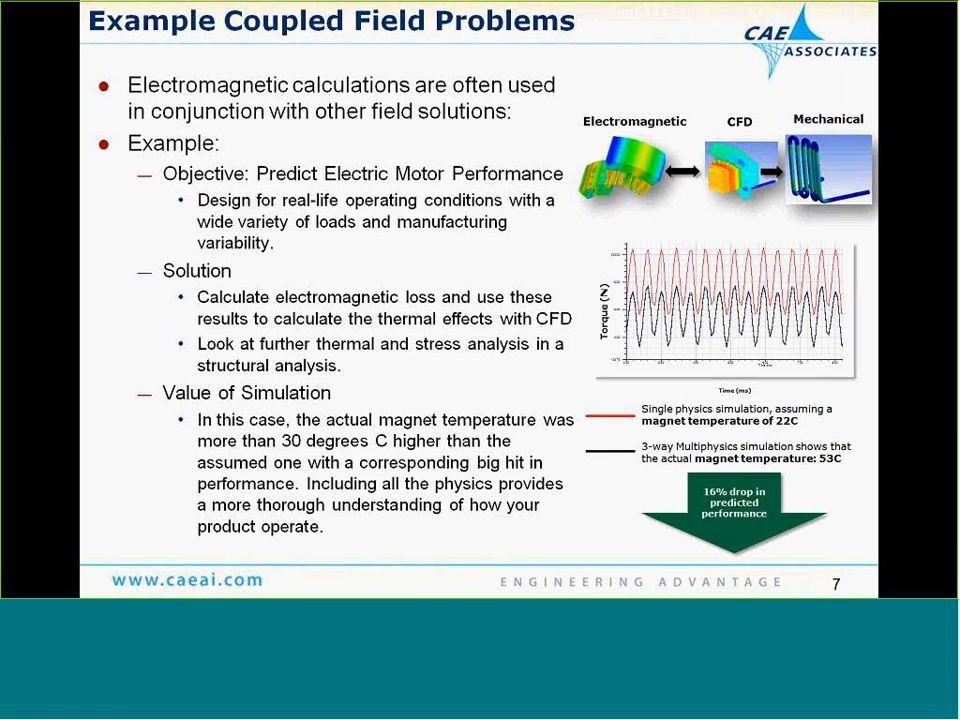 Example Coupled Field Problems
CAE
ASSOCIATES
● Electromagnetic calculations are often used
in conjunction with other field solutions:
● Example:
— Objective: Predict Electric Motor Performance
• Design for real-life operating conditions with a
wide variety of loads and manufacturing
variability.
— Solution
• Calculate electromagnetic loss and use these
results to calculate the thermal effects with CFD
• Look at further thermal and stress analysis in a
structural analysis.
— Value of Simulation
• In this case, the actual magnet temperature was
more than 30 degrees C higher than the
assumed one with a corresponding big hit in
performance. Including all the physics provides
a more thorough understanding of how your
product operate.
Electromagnetic
CFD
Mechanical
Torque (N)
Time (ms)
Single physics simulation, assuming a
magnet temperature of 22C
3-way Multiphysics simulation shows that
the actual magnet temperature: 53C
16% drop in
predicted
performance
www.caeai.com
ENGINEERING ADVANTAGE
7